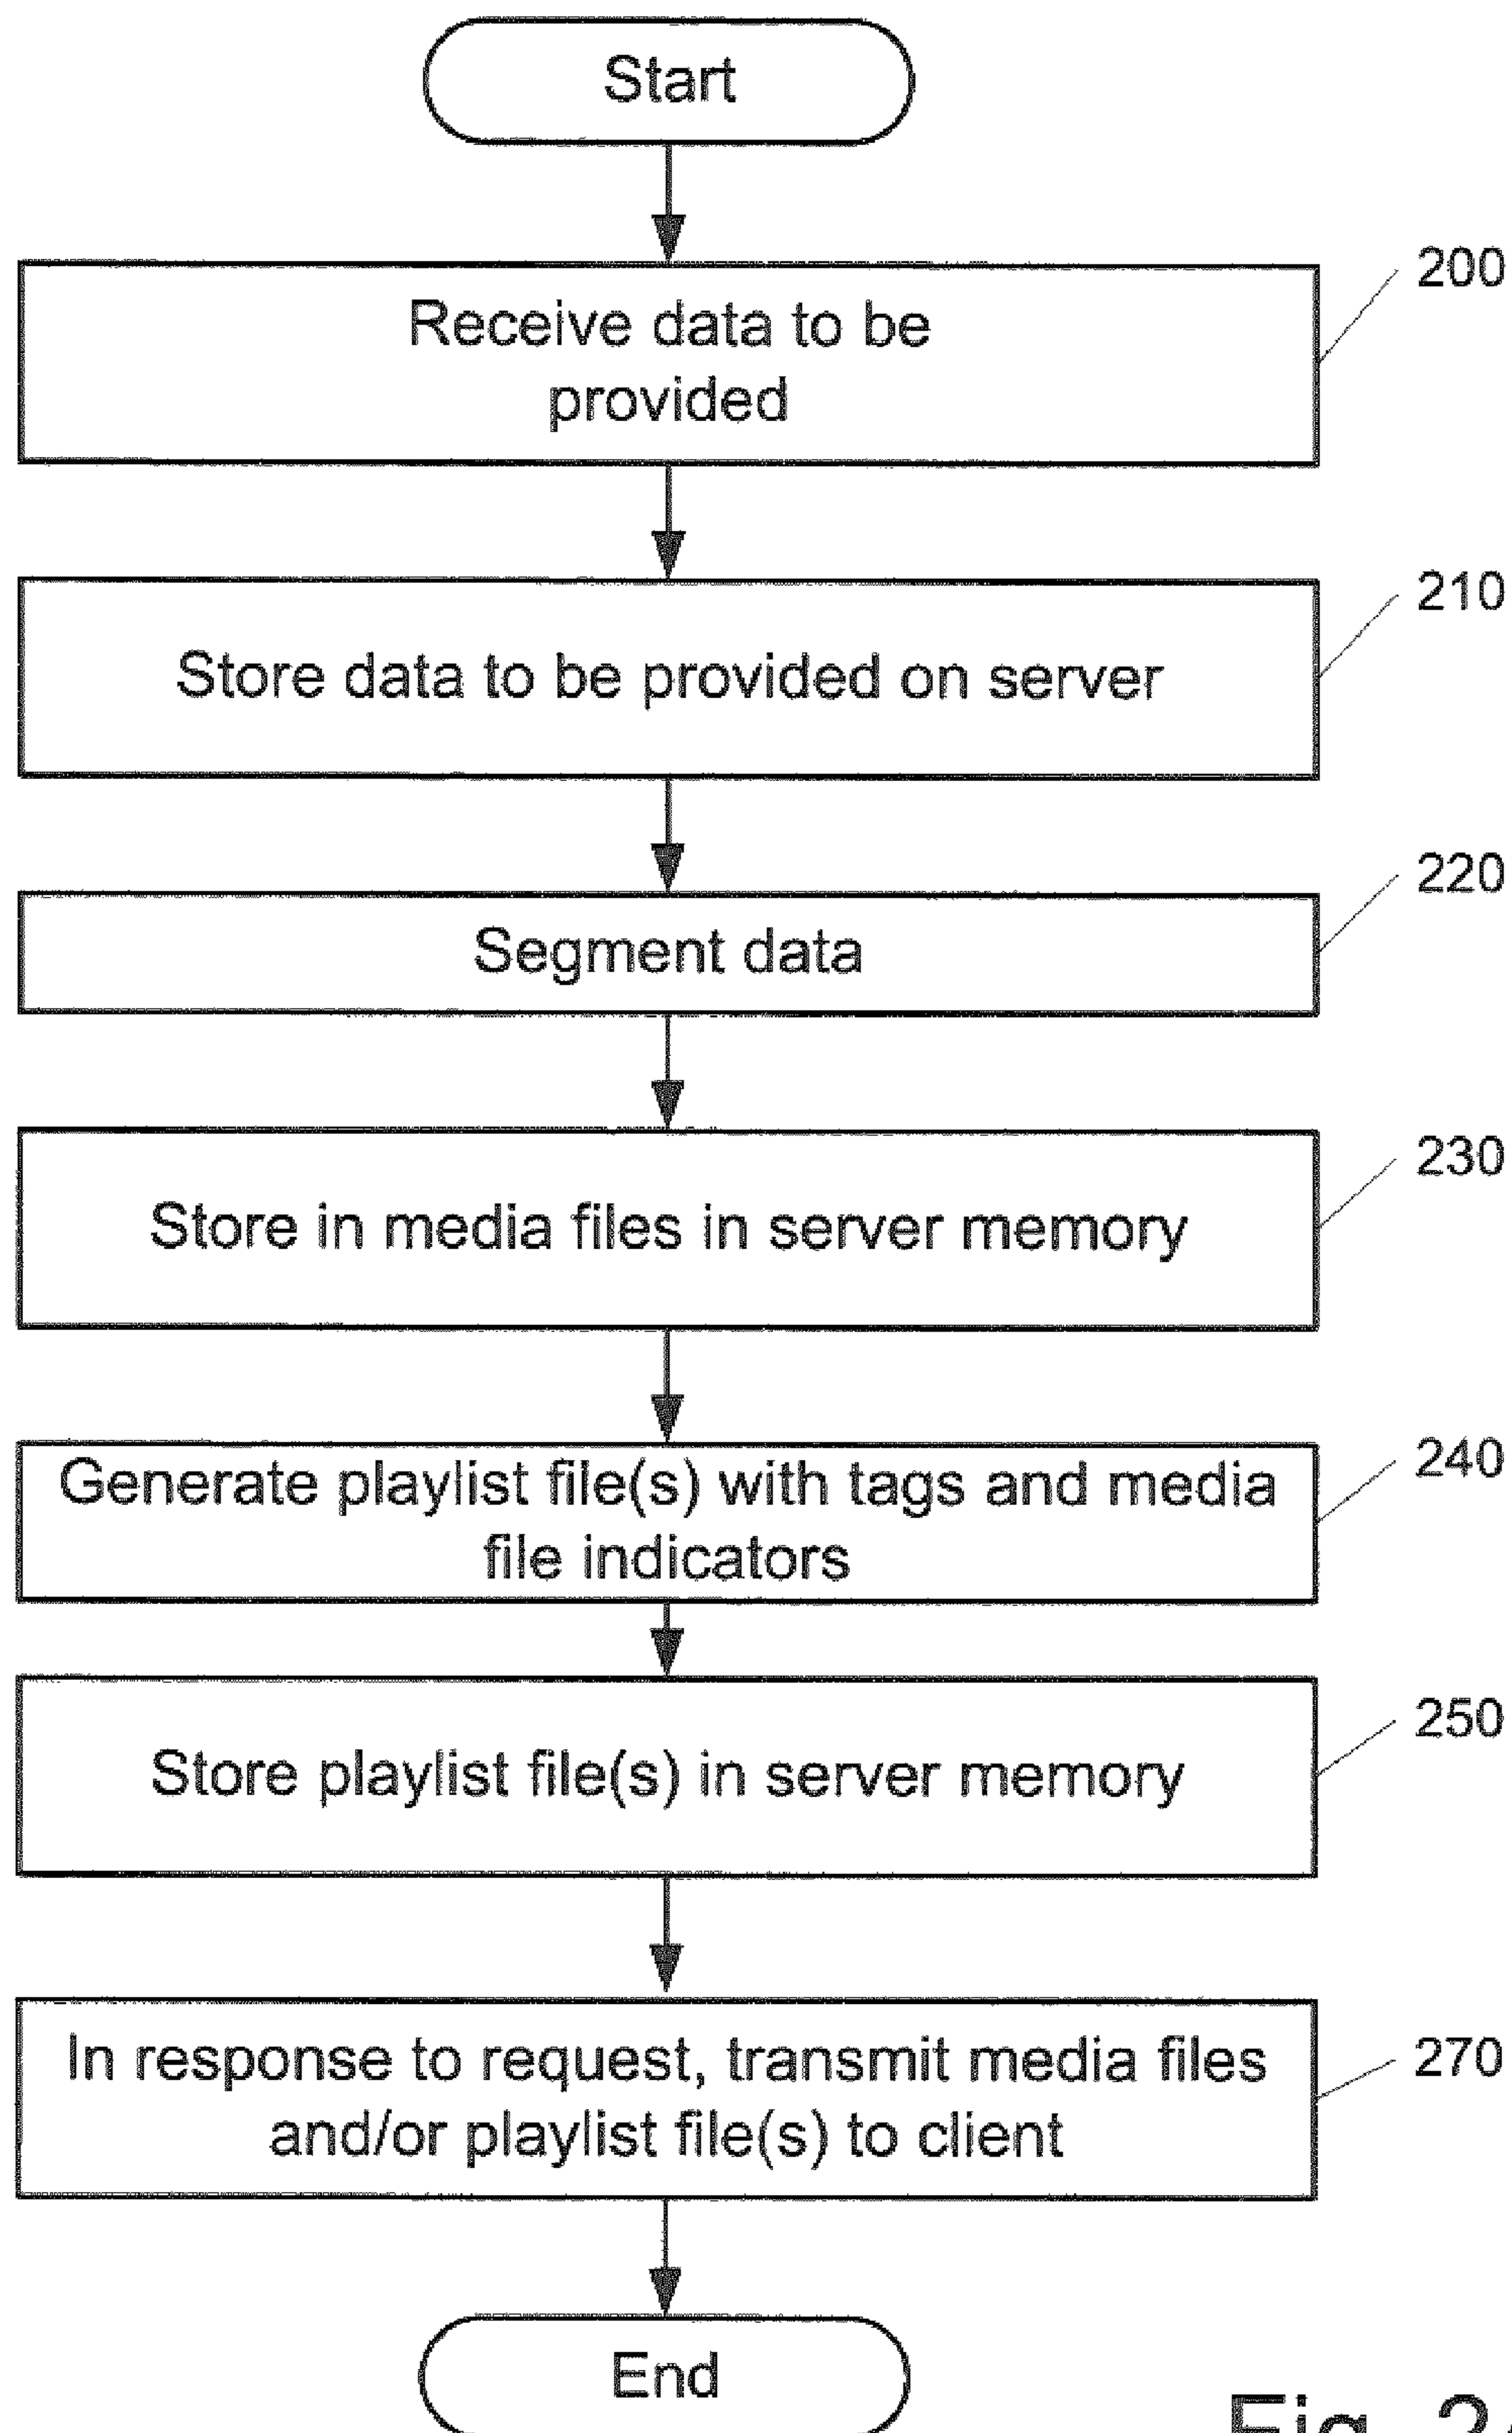 Start
200
Receive data to be
provided
210
Store data to be provided on server
220
Segment data
230
Store in media files in server memory
240
Generate playlist file(s) with tags and media
file indicators
250
Store playlist file(s) in server memory
270
In response to request, transmit media files
and/or playlist file(s) to client
End
Fig. 2